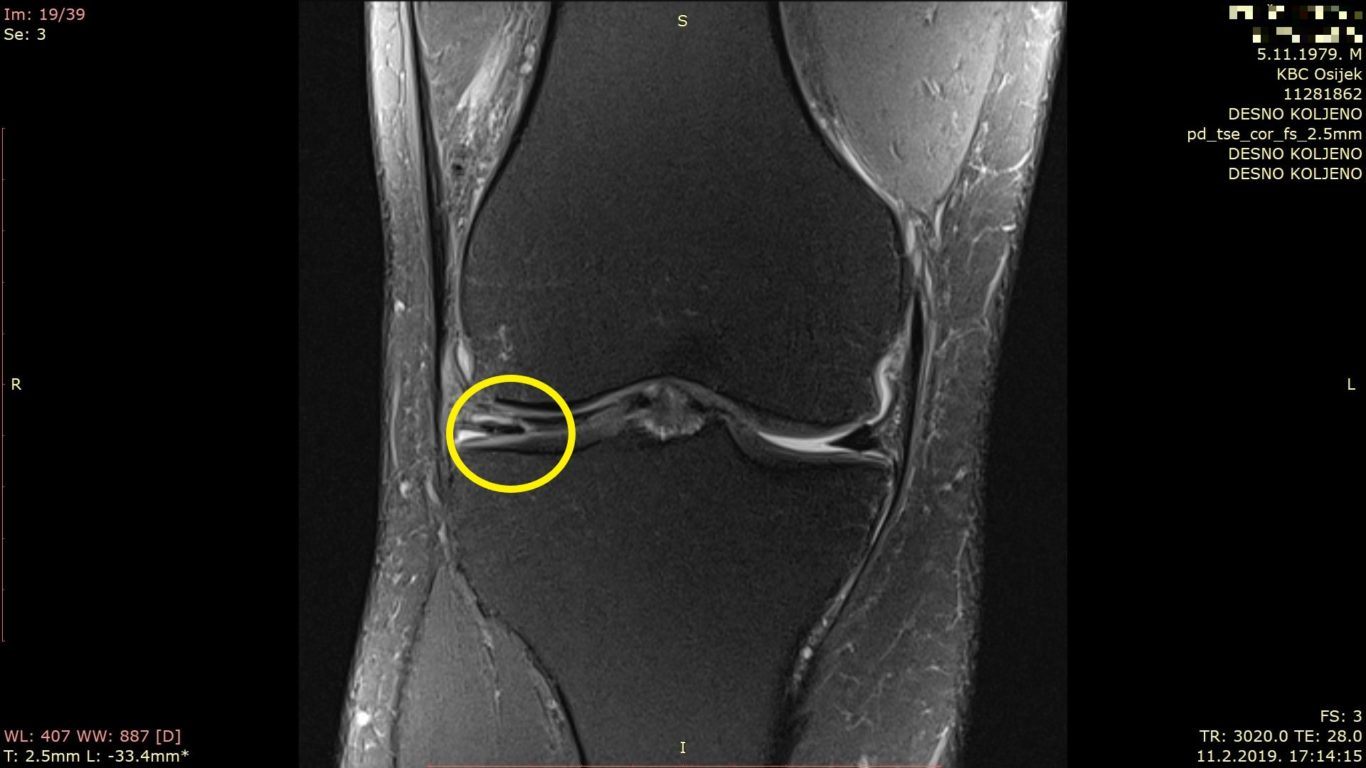 Im: 19/39
Se: 3
S
5.11.1979. M
KBC Osijek
11281862
DESNO KOLJENO
pd_tse_cor_fs_2.5mm
DESNO KOLJENO
DESNO KOLJENO
R
L
WL: 407 WW: 887 [D]
T: 2.5mm L: -33.4mm*
I
FS: 3
TR: 3020.0 TE: 28.0
11.2.2019. 17:14:15